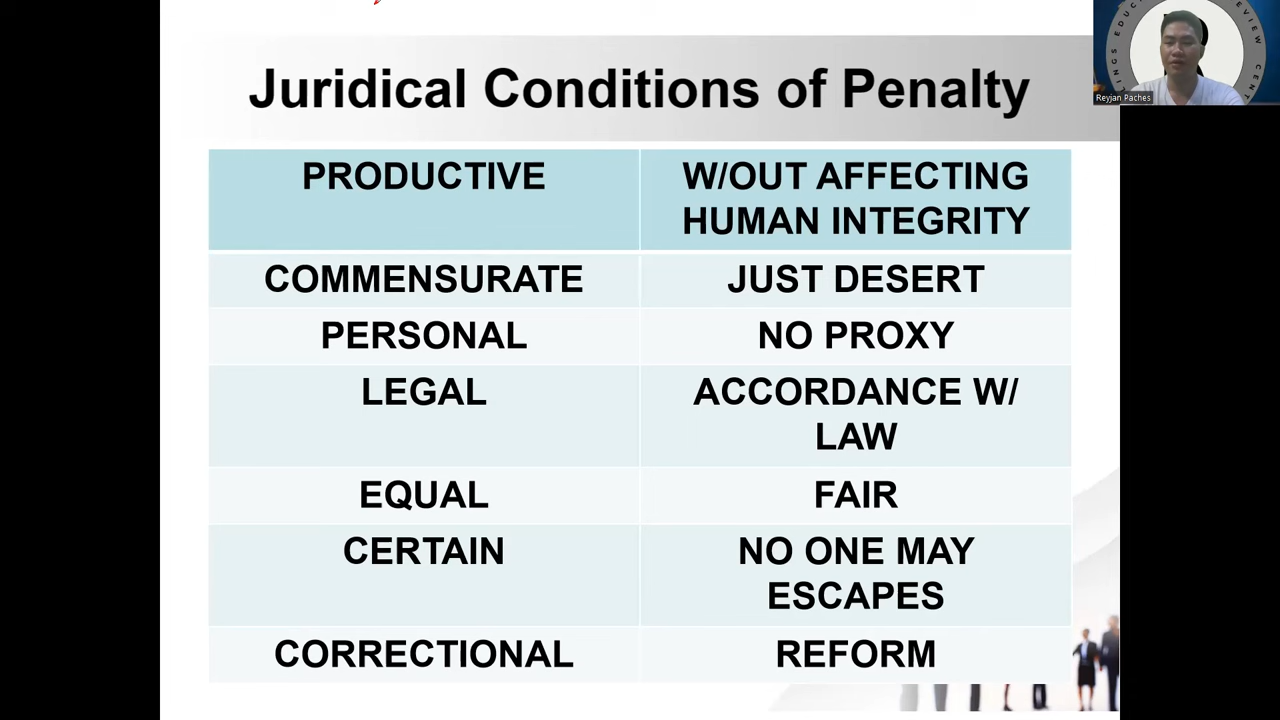 Juridical Conditions of Penalty
PRODUCTIVE
W/OUT AFFECTING
HUMAN INTEGRITY
COMMENSURATE
JUST DESERT
PERSONAL
NO PROXY
LEGAL
ACCORDANCE W/
LAW
EQUAL
FAIR
CERTAIN
NO ONE MAY
ESCAPES
CORRECTIONAL
REFORM
Reyjan Paches